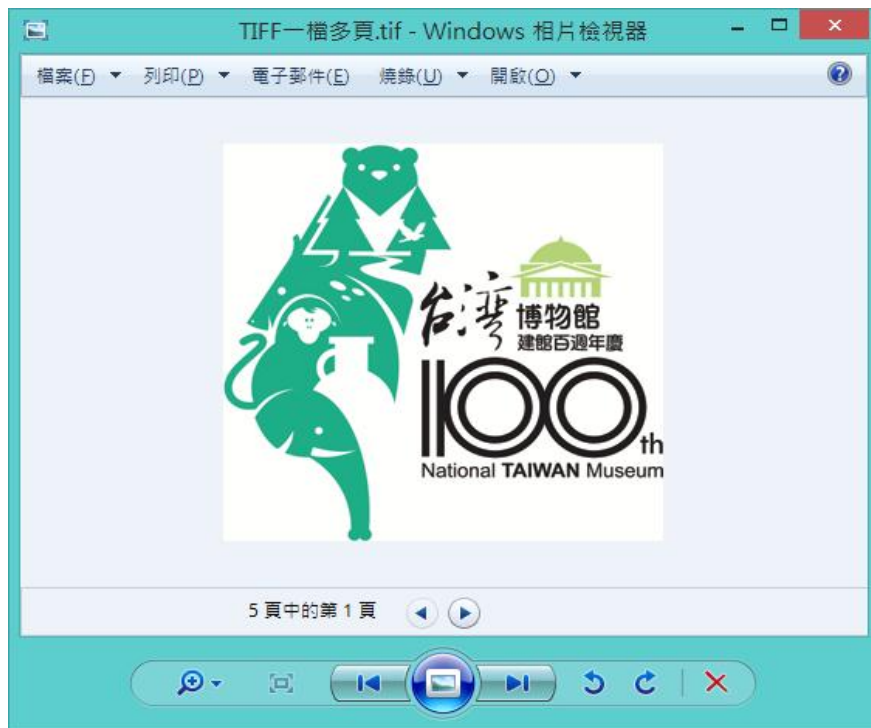 TIFF一檔多頁.tif - Windows 相片檢視器
檔案(F) 列印(P) 電子郵件(E) 燒錄(U) 開啟(O)
台灣
博物館
建館百週年慶
100th
National TAIWAN Museum
5 頁中的第 1 頁